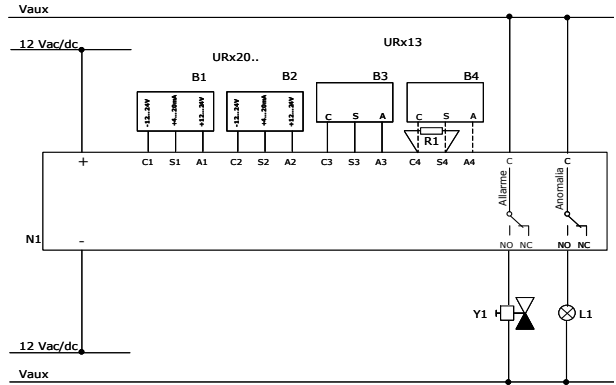 Vaux
12 Vac/dc
URx20..
URx13
B1
B2
B3
B4
-12...24V
+4...20mA
+12...24V
-12...24V
+4...20mA
+12...24V
C S A
C S A
R1
+
C1 S1 A1
C2 S2 A2
C3 S3 A3
C4 S4 A4
C
C
Allarme
Anomalia
N1
-
NO NC
NO NC
Y1
L1
12 Vac/dc
Vaux